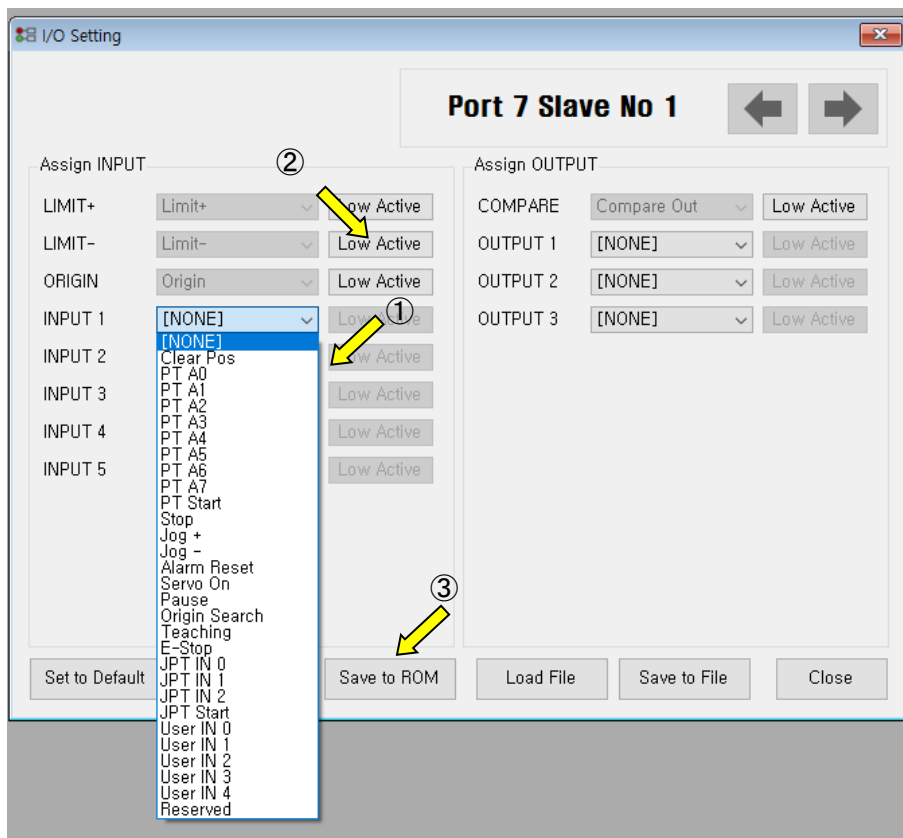 I/O Setting
Port 7 Slave No 1
Assign INPUT
②
LIMIT+ Limit+ Low Active
LIMIT- Limit- Low Active
ORIGIN Origin Low Active
①
INPUT 1 [NONE] Low Active
INPUT 2 Low Active
INPUT 3 Low Active
INPUT 4 Low Active
INPUT 5 Low Active
[NONE]
Clear Pos
PT A0
PT A1
PT A2
PT A3
PT A4
PT A5
PT A6
PT A7
PT Start
Stop
Jog +
Jog -
Alarm Reset
Servo On
Pause
Origin Search
Teaching
E-Stop
JPT IN 0
JPT IN 1
JPT IN 2
JPT Start
User IN 0
User IN 1
User IN 2
User IN 3
User IN 4
Reserved
Assign OUTPUT
COMPARE Compare Out Low Active
OUTPUT 1 [NONE] Low Active
OUTPUT 2 [NONE] Low Active
OUTPUT 3 [NONE] Low Active
③
Set to Default Save to ROM Load File Save to File Close